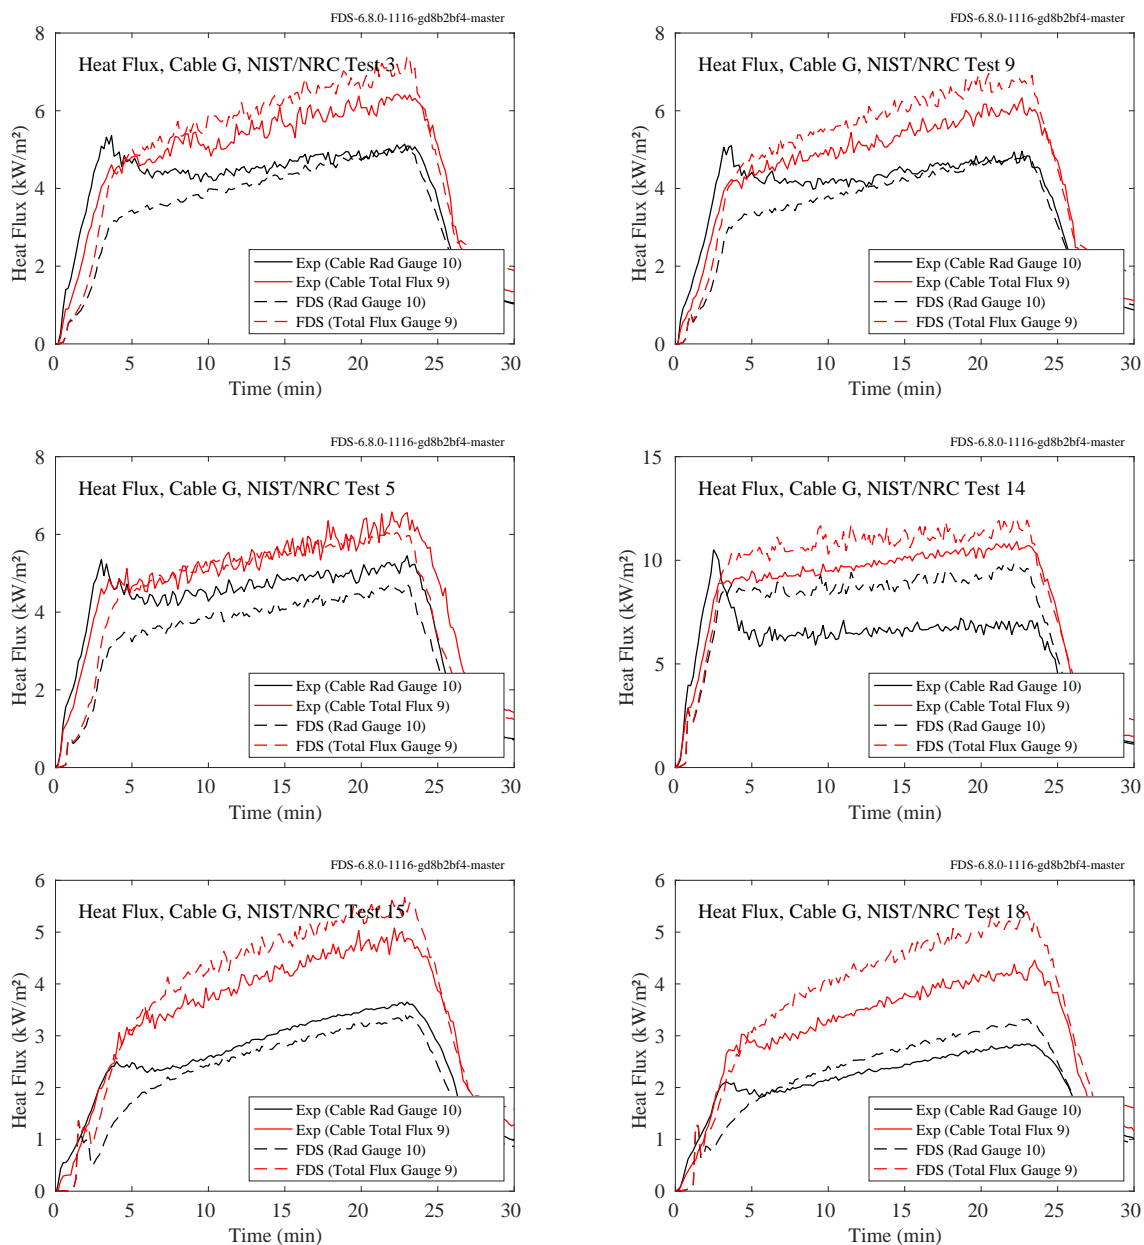 FDS-6.8.0-1116-gd8b2bf4-master
Heat Flux, Cable G, NIST/NRC Test 3
Heat Flux (kW/m²)
8
6
4
2
0
Exp (Cable Rad Gauge 10)
Exp (Cable Total Flux 9)
FDS (Rad Gauge 10)
FDS (Total Flux Gauge 9)
0 5 10 15 20 25 30
Time (min)
FDS-6.8.0-1116-gd8b2bf4-master
Heat Flux, Cable G, NIST/NRC Test 9
Heat Flux (kW/m²)
8
6
4
2
0
Exp (Cable Rad Gauge 10)
Exp (Cable Total Flux 9)
FDS (Rad Gauge 10)
FDS (Total Flux Gauge 9)
0 5 10 15 20 25 30
Time (min)
FDS-6.8.0-1116-gd8b2bf4-master
Heat Flux, Cable G, NIST/NRC Test 5
Heat Flux (kW/m²)
8
6
4
2
0
Exp (Cable Rad Gauge 10)
Exp (Cable Total Flux 9)
FDS (Rad Gauge 10)
FDS (Total Flux Gauge 9)
0 5 10 15 20 25 30
Time (min)
FDS-6.8.0-1116-gd8b2bf4-master
Heat Flux, Cable G, NIST/NRC Test 14
Heat Flux (kW/m²)
15
10
5
0
Exp (Cable Rad Gauge 10)
Exp (Cable Total Flux 9)
FDS (Rad Gauge 10)
FDS (Total Flux Gauge 9)
0 5 10 15 20 25 30
Time (min)
FDS-6.8.0-1116-gd8b2bf4-master
Heat Flux, Cable G, NIST/NRC Test 15
Heat Flux (kW/m²)
6
5
4
3
2
1
0
Exp (Cable Rad Gauge 10)
Exp (Cable Total Flux 9)
FDS (Rad Gauge 10)
FDS (Total Flux Gauge 9)
0 5 10 15 20 25 30
Time (min)
FDS-6.8.0-1116-gd8b2bf4-master
Heat Flux, Cable G, NIST/NRC Test 18
Heat Flux (kW/m²)
6
5
4
3
2
1
0
Exp (Cable Rad Gauge 10)
Exp (Cable Total Flux 9)
FDS (Rad Gauge 10)
FDS (Total Flux Gauge 9)
0 5 10 15 20 25 30
Time (min)